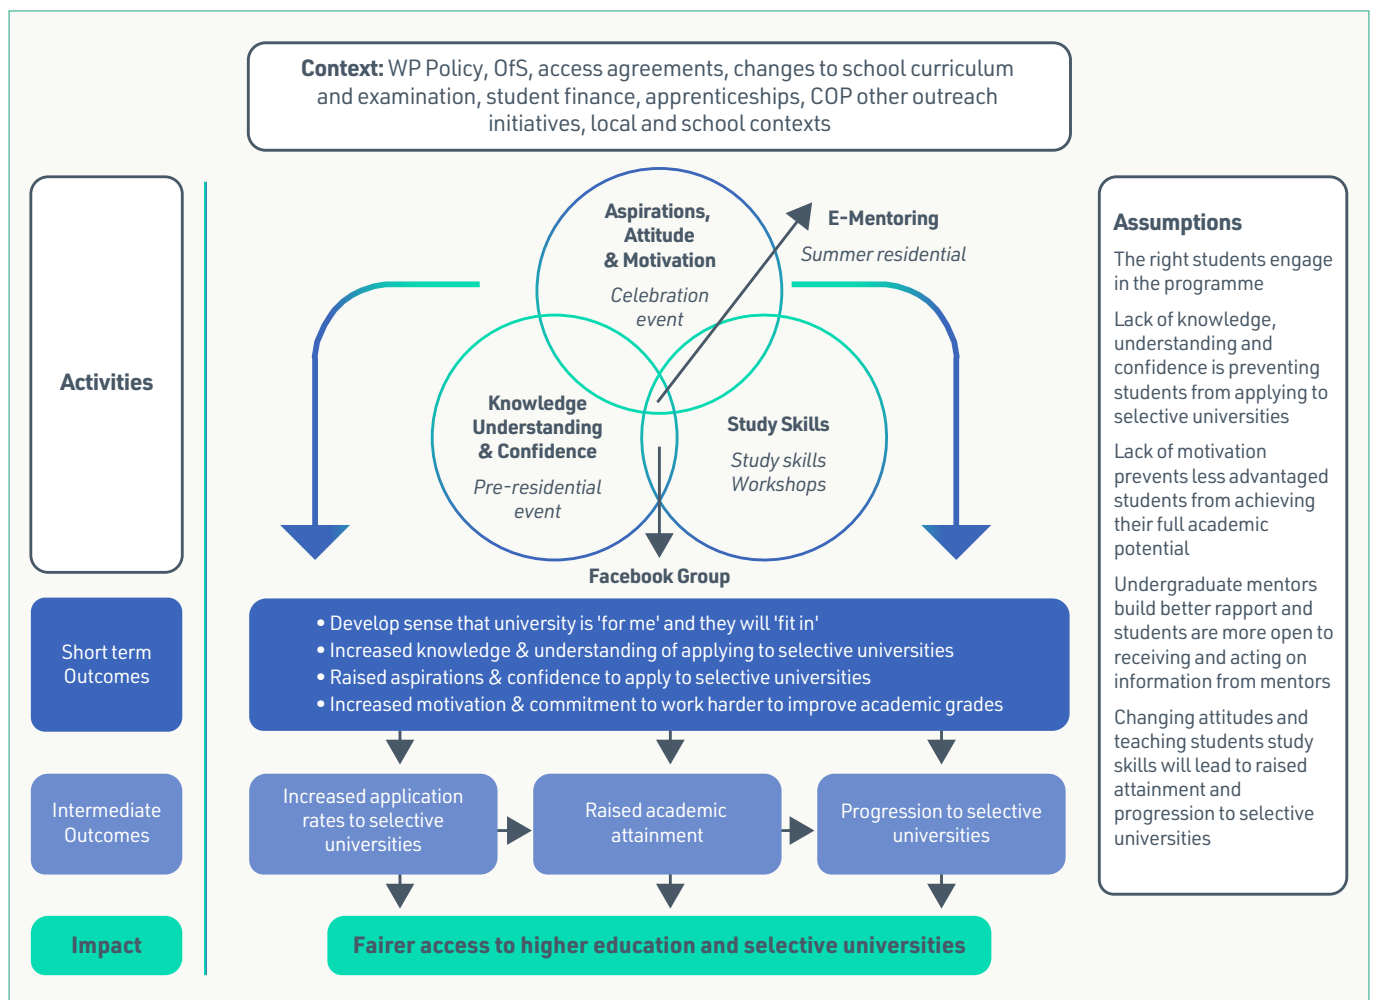 Context: WP Policy, OfS, access agreements, changes to school curriculum
and examination, student finance, apprenticeships, COP other outreach
initiatives, local and school contexts
Activities
Aspirations,
Attitude
& Motivation
Celebration
event
E-Mentoring
Summer residential
Knowledge
Understanding
& Confidence
Pre-residential
event
Study Skills
Study skills
Workshops
Facebook Group
Short term
Outcomes
• Develop sense that university is 'for me' and they will 'fit in'
• Increased knowledge & understanding of applying to selective universities
• Raised aspirations & confidence to apply to selective universities
• Increased motivation & commitment to work harder to improve academic grades
Intermediate
Outcomes
Increased application
rates to selective
universities
Raised academic
attainment
Progression to selective
universities
Impact
Fairer access to higher education and selective universities
Assumptions
The right students engage
in the programme
Lack of knowledge,
understanding and
confidence is preventing
students from applying to
selective universities
Lack of motivation
prevents less advantaged
students from achieving
their full academic
potential
Undergraduate mentors
build better rapport and
students are more open to
receiving and acting on
information from mentors
Changing attitudes and
teaching students study
skills will lead to raised
attainment and
progression to selective
universities